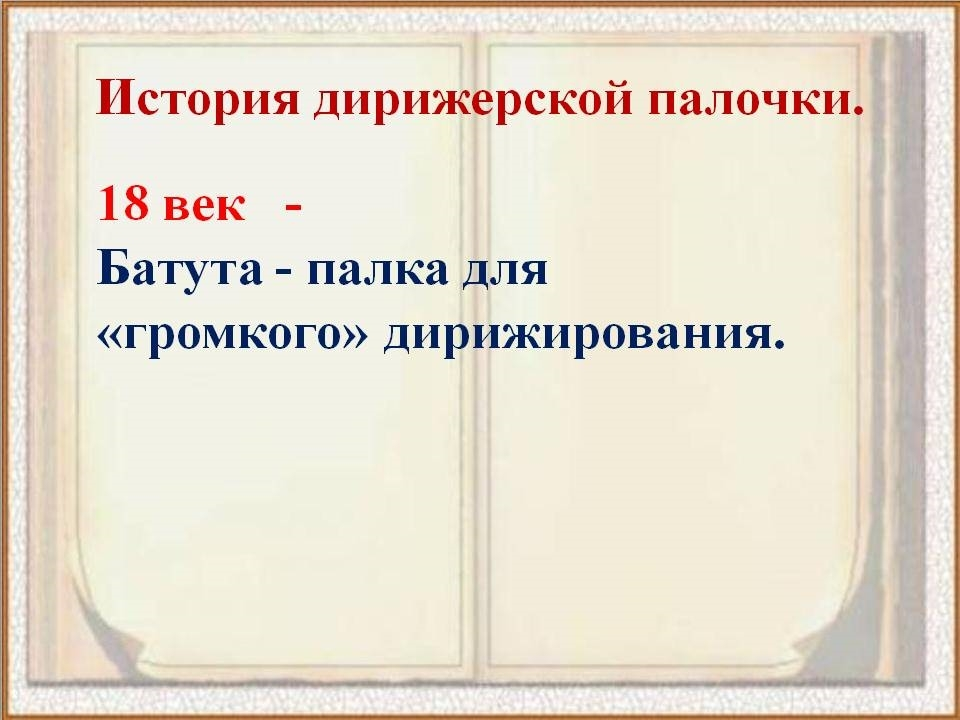 История дирижерской палочки.
18 век -
Батута - палка для
«громкого» дирижирования.